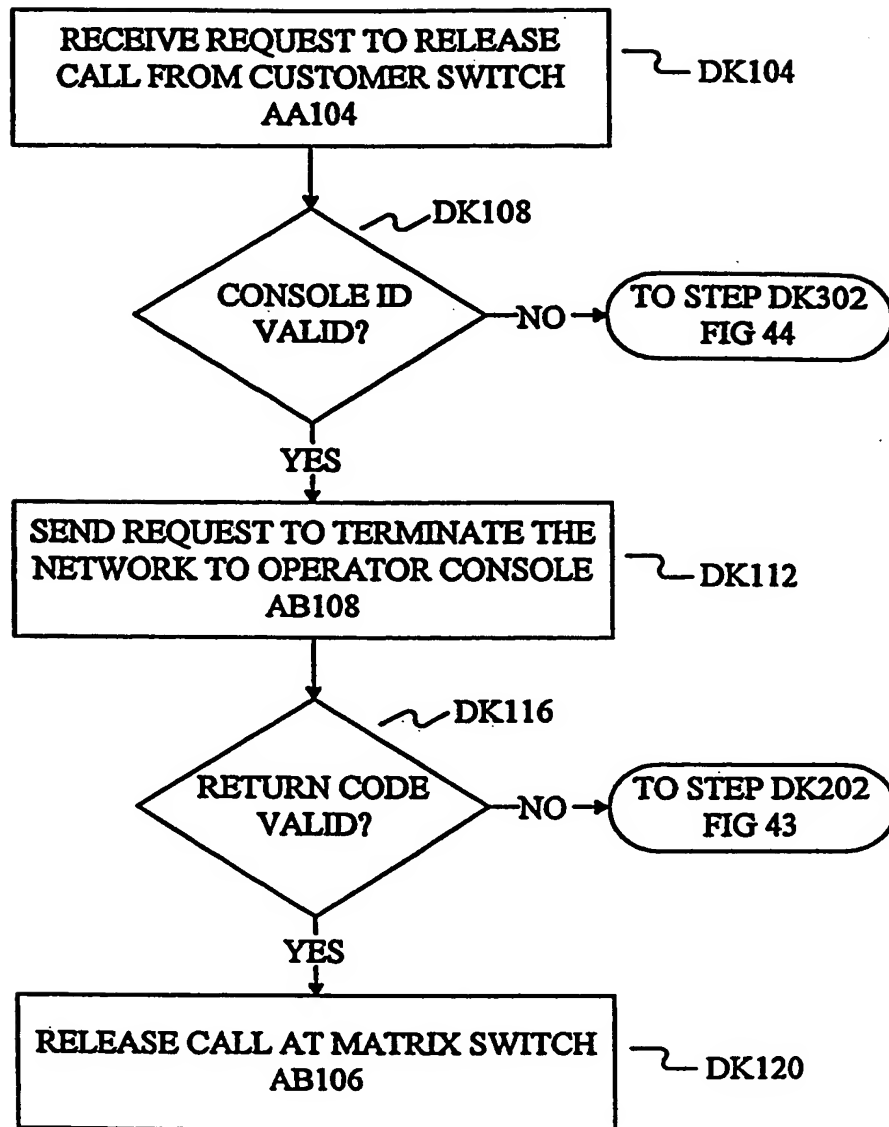 RECEIVE REQUEST TO RELEASE
CALL FROM CUSTOMER SWITCH
AA104
DK104
DK108
CONSOLE ID
VALID?
NO
TO STEP DK302
FIG 44
YES
SEND REQUEST TO TERMINATE THE
NETWORK TO OPERATOR CONSOLE
AB108
DK112
DK116
RETURN CODE
VALID?
NO
TO STEP DK202
FIG 43
YES
RELEASE CALL AT MATRIX SWITCH
AB106
DK120